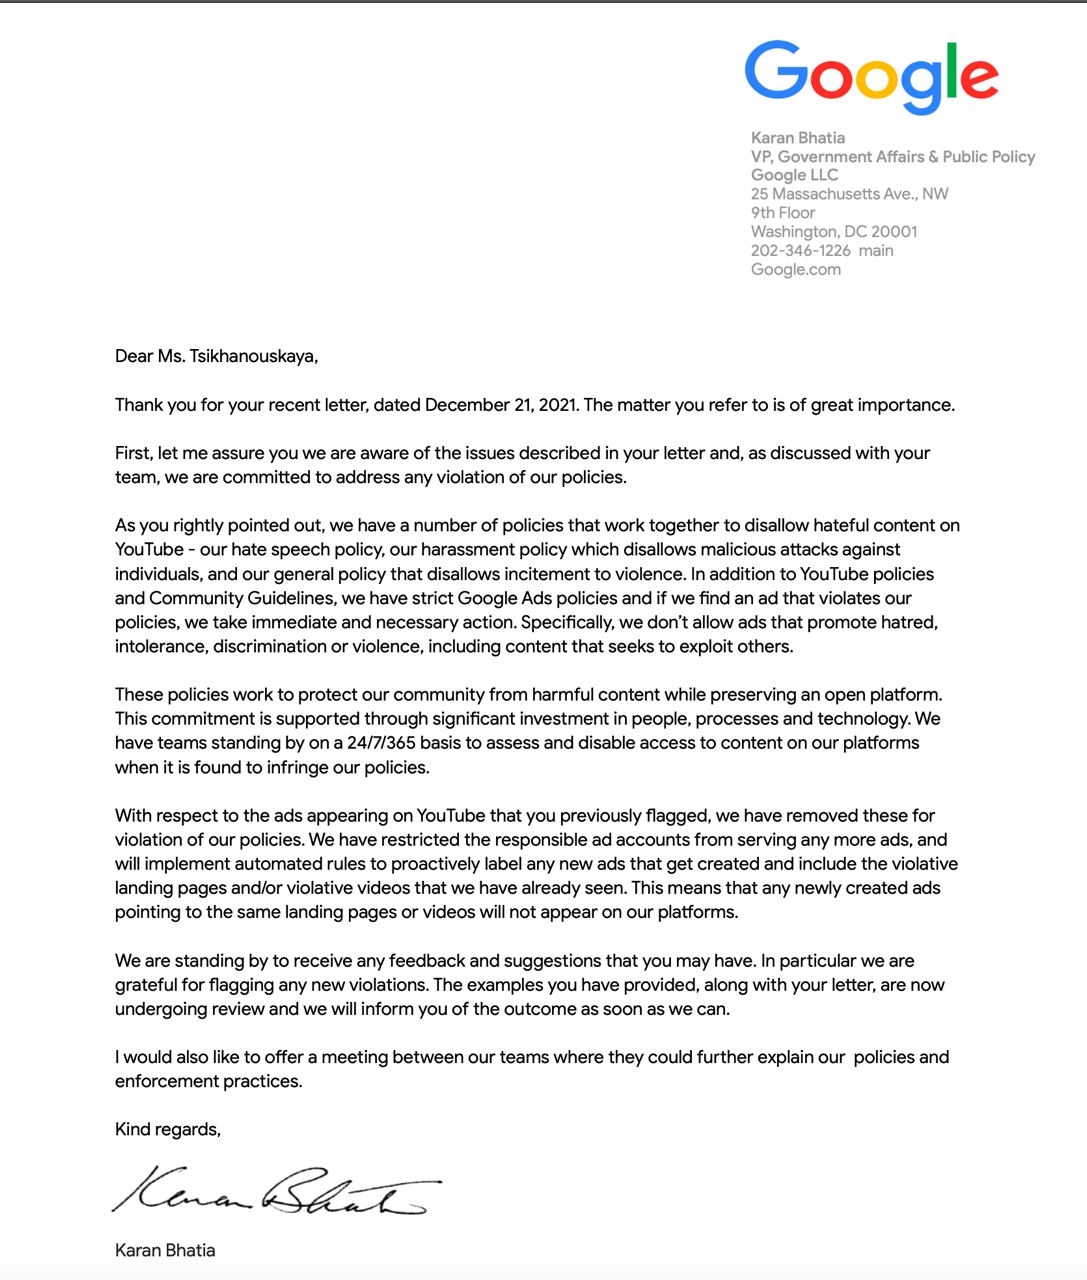 Google
Karan Bhatia
VP, Government Affairs & Public Policy
Google LLC
25 Massachusetts Ave., NW
9th Floor
Washington, DC 20001
202-346-1226  main
Google.com
Dear Ms. Tsikhanouskaya,
Thank you for your recent letter, dated December 21, 2021. The matter you refer to is of great importance.
First, let me assure you we are aware of the issues described in your letter and, as discussed with your
team, we are committed to address any violation of our policies.
As you rightly pointed out, we have a number of policies that work together to disallow hateful content on
YouTube - our hate speech policy, our harassment policy which disallows malicious attacks against
individuals, and our general policy that disallows incitement to violence. In addition to YouTube policies
and Community Guidelines, we have strict Google Ads policies and if we find an ad that violates our
policies, we take immediate and necessary action. Specifically, we don’t allow ads that promote hatred,
intolerance, discrimination or violence, including content that seeks to exploit others.
These policies work to protect our community from harmful content while preserving an open platform.
This commitment is supported through significant investment in people, processes and technology. We
have teams standing by on a 24/7/365 basis to assess and disable access to content on our platforms
when it is found to infringe our policies.
With respect to the ads appearing on YouTube that you previously flagged, we have removed these for
violation of our policies. We have restricted the responsible ad accounts from serving any more ads, and
will implement automated rules to proactively label any new ads that get created and include the violative
landing pages and/or violative videos that we have already seen. This means that any newly created ads
pointing to the same landing pages or videos will not appear on our platforms.
We are standing by to receive any feedback and suggestions that you may have. In particular we are
grateful for flagging any new violations. The examples you have provided, along with your letter, are now
undergoing review and we will inform you of the outcome as soon as we can.
I would also like to offer a meeting between our teams where they could further explain our  policies and
enforcement practices.
Kind regards,
Karan Bhatia
Karan Bhatia